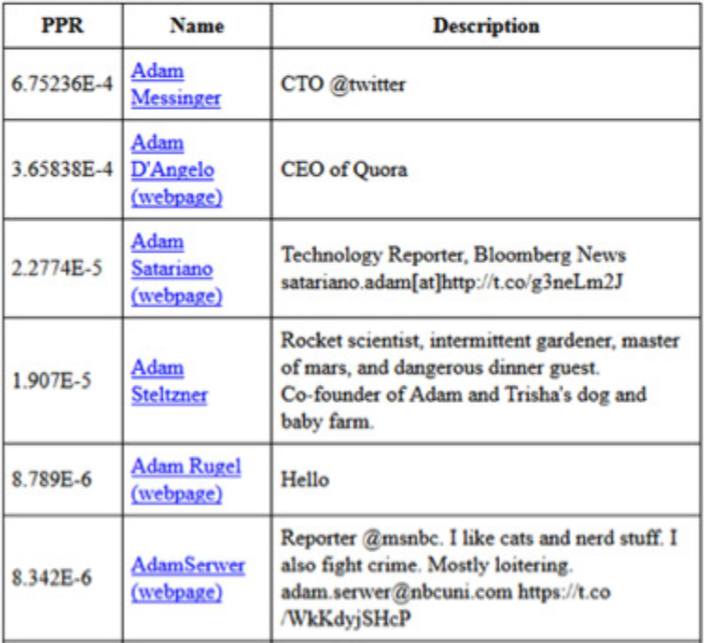 PPR Name Description
6.75236E-4 Adam Messinger CTO @twitter
3.65838E-4 Adam D'Angelo (webpage) CEO of Quora
2.2774E-5 Adam Satariano (webpage) Technology Reporter, Bloomberg News
satariano.adam[at]http://t.co/g3neLm2J
1.907E-5 Adam Steltzner Rocket scientist, intermittent gardener, master
of mars, and dangerous dinner guest.
Co-founder of Adam and Trisha's dog and
baby farm.
8.789E-6 Adam Rugel (webpage) Hello
8.342E-6 AdamSerwer (webpage) Reporter @msnbc. I like cats and nerd stuff. I
also fight crime. Mostly loitering.
adam.serwer@nbcuni.com https://t.co
/WkKdyjSHcP